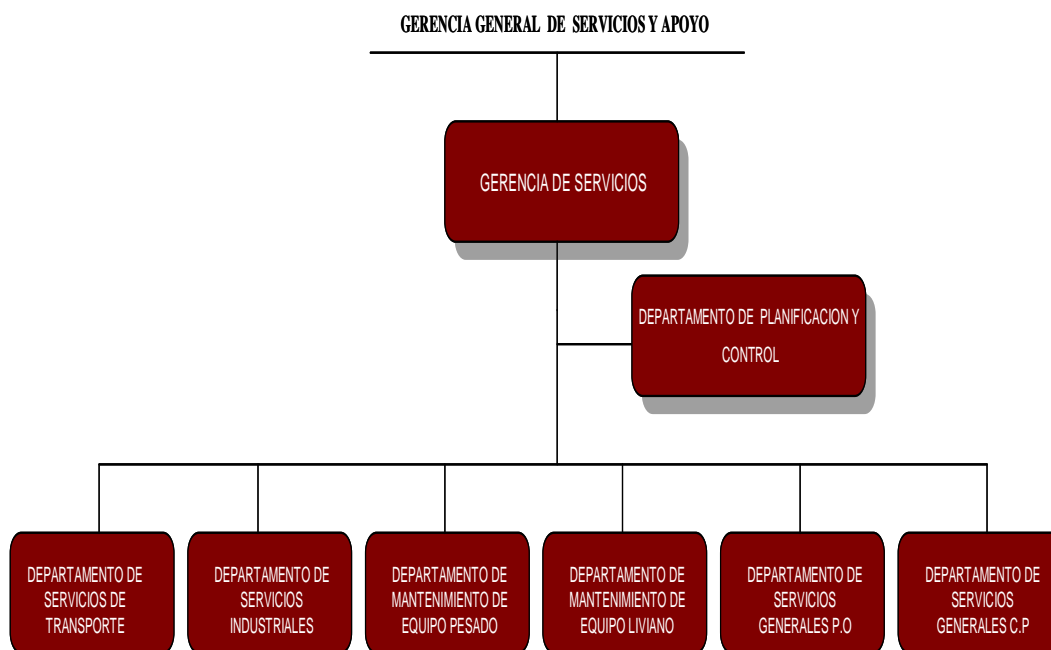 GERENCIA GENERAL DE SERVICIOS Y APOYO
GERENCIA DE SERVICIOS
DEPARTAMENTO DE PLANIFICACION Y
CONTROL
DEPARTAMENTO DE
SERVICIOS DE
TRANSPORTE
DEPARTAMENTO DE
SERVICIOS
INDUSTRIALES
DEPARTAMENTO DE
MANTENIMIENTO DE
EQUIPO PESADO
DEPARTAMENTO DE
MANTENIMIENTO DE
EQUIPO LIVIANO
DEPARTAMENTO DE
SERVICIOS
GENERALES P.O
DEPARTAMENTO DE
SERVICIOS
GENERALES C.P